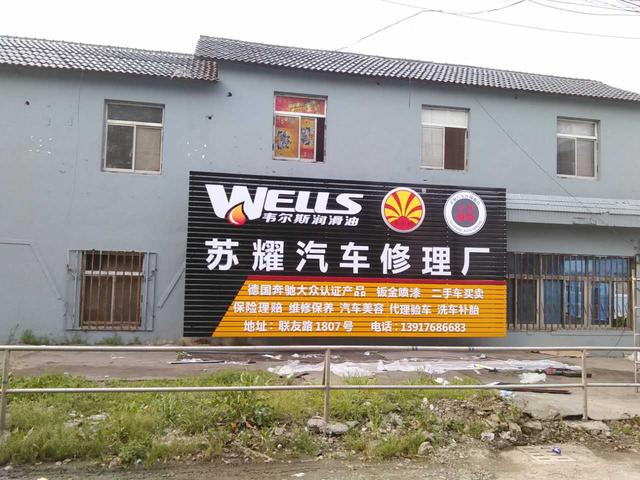 WELLS
韦尔斯润滑油
苏耀汽车修理厂
德国奔驰大众认证产品 钣金喷漆 二手车买卖
保险理赔 维修保养 汽车美容 代理验车 洗车补胎
地址：联友路1807号 电话：13917686683